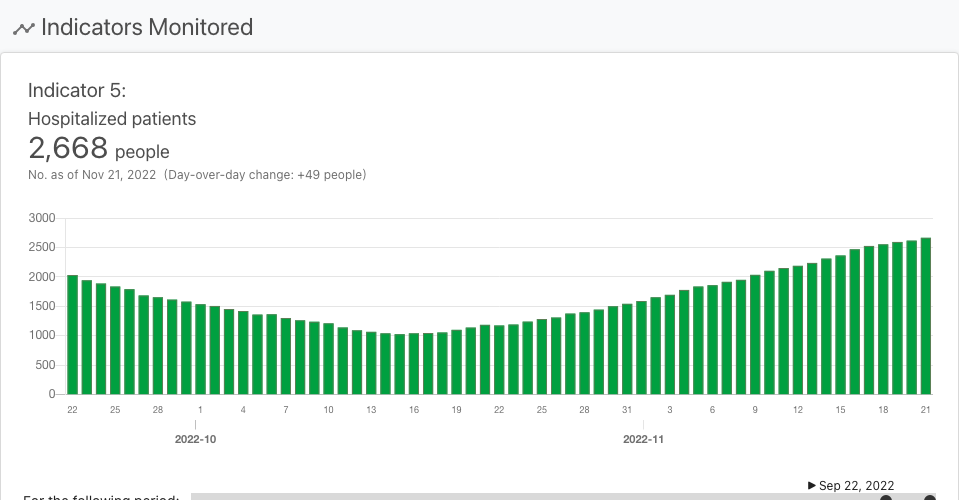 Indicators Monitored
Indicator 5:
Hospitalized patients
2,668 people
No. as of Nov 21, 2022 (Day-over-day change: +49 people)
3000
2500
2000
1500
1000
500
0
22 25 28 1 4 7 10 13 16 19 22 25 28 31 3 6 9 12 15 18 21
2022-10 2022-11
Sep 22, 2022
For the following period: